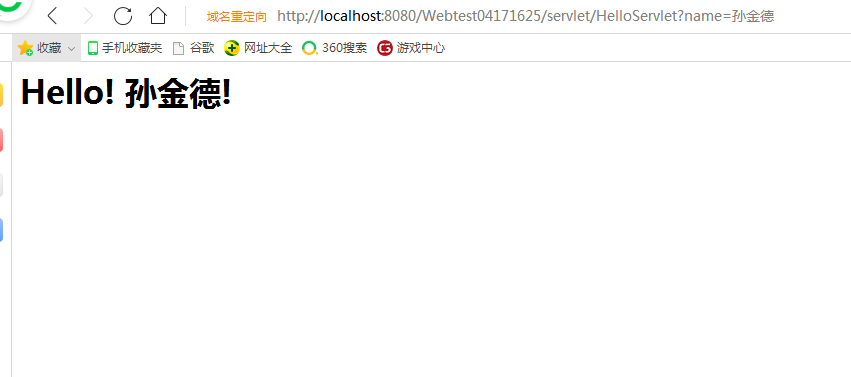 域名重定向 http://localhost:8080/Webtest04171625/servlet/HelloServlet?name=孙金德
收藏 手机收藏夹 谷歌 网址大全 360搜索 游戏中心
Hello! 孙金德!